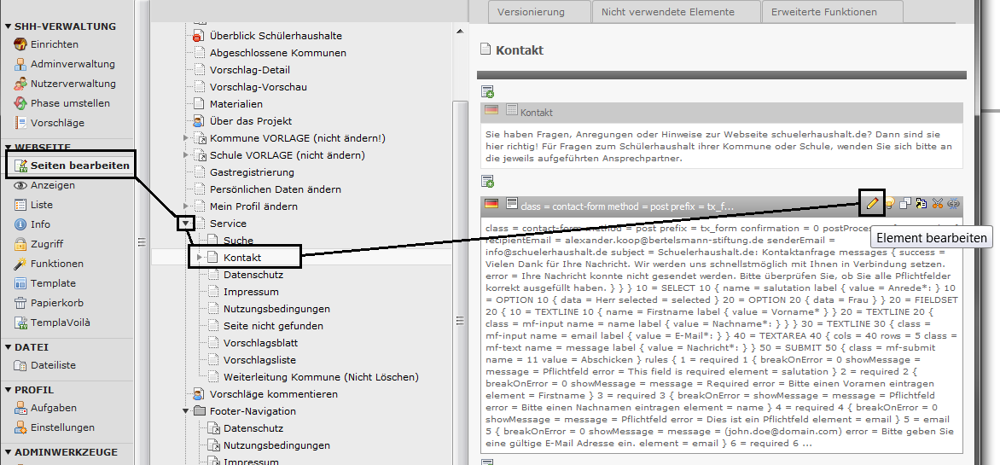 SHH-VERWALTUNG
Einrichten
Adminverwaltung
Nutzerverwaltung
Phase umstellen
Vorschläge
WEBSEITE
Seiten bearbeiten
Anzeigen
Liste
Info
Zugriff
Funktionen
Template
Papierkorb
TemplaVoilà
DATEI
Dateiliste
PROFIL
Aufgaben
Einstellungen
ADMINWERKZEUGE
Überblick Schülerhaushalte
Abgeschlossene Kommunen
Vorschlag-Detail
Vorschlag-Vorschau
Materialien
Über das Projekt
Kommune VORLAGE (nicht ändern!)
Schule VORLAGE (nicht ändern)
Gastregistrierung
Persönlichen Daten ändern
Mein Profil ändern
Service
Suche
Kontakt
Datenschutz
Impressum
Nutzungsbedingungen
Seite nicht gefunden
Vorschlagsblatt
Vorschlagsliste
Weiterleitung Kommune (Nicht Löschen)
Vorschläge kommentieren
Footer-Navigation
Datenschutz
Nutzungsbedingungen
Impressum
Versionierung
Nicht verwendete Elemente
Erweiterte Funktionen
Kontakt
Kontakt
Sie haben Fragen, Anregungen oder Hinweise zur Webseite schuelerhaushalt.de? Dann sind sie
hier richtig! Für Fragen zum Schülerhaushalt ihrer Kommune oder Schule, wenden Sie sich bitte an
die jeweils aufgeführten Ansprechpartner.
class = contact-form method = post prefix = tx_f...
Element bearbeiten
class = contact-form method = post prefix = tx_form confirmation = 0
recipientEmail = alexander.koop@bertelsmann-stiftung.de senderEmail =
info@schuelerhaushalt.de subject = Schuelerhaushalt.de: Kontaktanfrage messages { success =
Vielen Dank für Ihre Nachricht. Wir werden uns schnellstmöglich mit Ihnen in Verbindung setzen.
error = Ihre Nachricht konnte nicht gesendet werden. Bitte überprüfen Sie, ob Sie alle Pflichtfelder
korrekt ausgefüllt haben. } } } 10 = SELECT 10 { name = salutation label { value = Anrede*: } 10
= OPTION 10 { data = Herr selected = selected } 20 = OPTION 20 { data = Frau } } 20 = FIELDSET
20 { 10 = TEXTLINE 10 { name = Firstname label { value = Vorname* } } 20 = TEXTLINE 20 {
class = mf-input name = name label { value = Nachname*: } } } 30 = TEXTLINE 30 { class =
mf-input name = email label { value = E-Mail*: } } 40 = TEXTAREA 40 { cols = 40 rows = 5 class =
mf-text name = message label { value = Nachricht*: } } 50 = SUBMIT 50 { class = mf-submit
name = 11 value = Abschicken } rules { 1 = required 1 { breakOnError = 0 showMessage =
message = Pflichtfeld error = This field is required element = salutation } 2 = required 2 {
breakOnError = 0 showMessage = message = Required error = Bitte einen Voramen eintragen
element = Firstname } 3 = required 3 { breakOnError = showMessage = message = Pflichtfeld
error = Bitte einen Nachnamen eintragen element = name } 4 = required 4 { breakOnError = 0
showMessage = message = Pflichtfeld error = Dies ist ein Pflichtfeld element = email } 5 = email
5 { breakOnError = 0 showMessage = message = (john.doe@domain.com) error = Bitte geben Sie
eine gültige E-Mail Adresse ein. element = email } 6 = required 6 ...